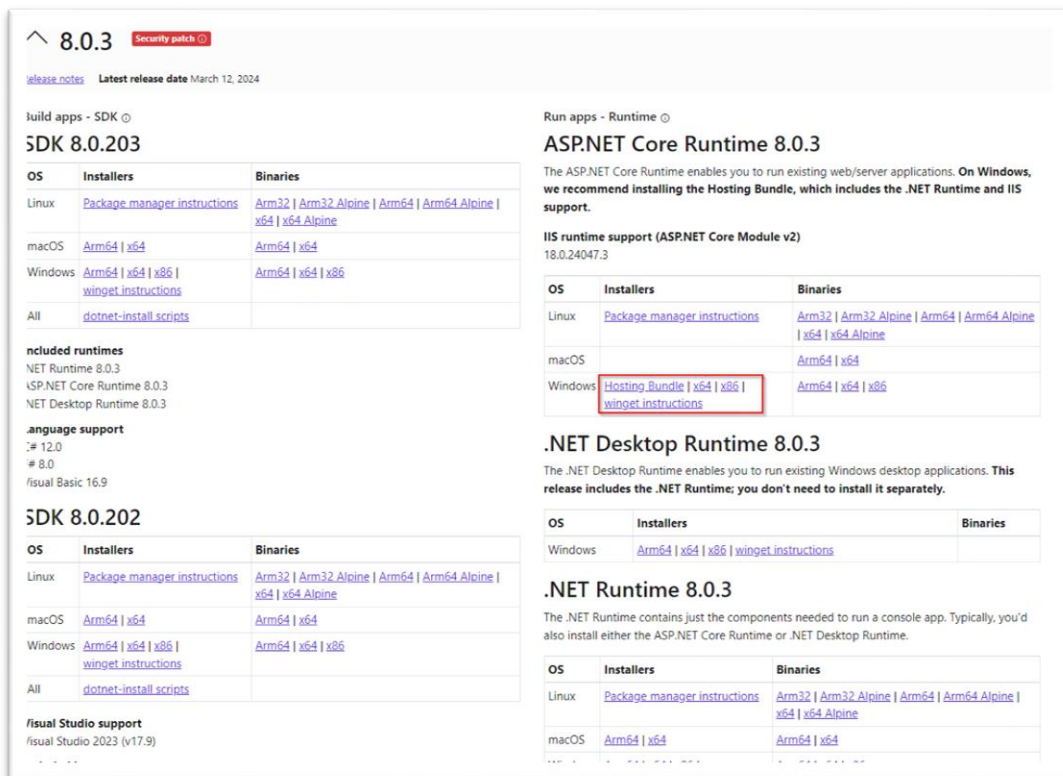 8.0.3 Security patch
elease notes Latest release date March 12, 2024
uild apps - SDK
SDK 8.0.203
OS Installers Binaries
Linux Package manager instructions Arm32 | Arm32 Alpine | Arm64 | Arm64 Alpine |
x64 | x64 Alpine
macOS Arm64 | x64 Arm64 | x64
Windows Arm64 | x64 | x86 | Arm64 | x64 | x86
winget instructions
All dotnet-install scripts
ncluded runtimes
NET Runtime 8.0.3
ASP.NET Core Runtime 8.0.3
NET Desktop Runtime 8.0.3
anguage support
# 12.0
# 8.0
Visual Basic 16.9
SDK 8.0.202
OS Installers Binaries
Linux Package manager instructions Arm32 | Arm32 Alpine | Arm64 | Arm64 Alpine |
x64 | x64 Alpine
macOS Arm64 | x64 Arm64 | x64
Windows Arm64 | x64 | x86 | Arm64 | x64 | x86
winget instructions
All dotnet-install scripts
Visual Studio support
Visual Studio 2023 (v17.9)
Run apps - Runtime
ASP.NET Core Runtime 8.0.3
The ASP.NET Core Runtime enables you to run existing web/server applications. On Windows,
we recommend installing the Hosting Bundle, which includes the .NET Runtime and IIS
support.
IIS runtime support (ASP.NET Core Module v2)
18.0.24047.3
OS Installers Binaries
Linux Package manager instructions Arm32 | Arm32 Alpine | Arm64 | Arm64 Alpine
| x64 | x64 Alpine
macOS Arm64 | x64
Windows Hosting Bundle | x64 | x86 | Arm64 | x64 | x86
winget instructions
.NET Desktop Runtime 8.0.3
The .NET Desktop Runtime enables you to run existing Windows desktop applications. This
release includes the .NET Runtime; you don't need to install it separately.
OS Installers Binaries
Windows Arm64 | x64 | x86 | winget instructions
.NET Runtime 8.0.3
The .NET Runtime contains just the components needed to run a console app. Typically, you'd
also install either the ASP.NET Core Runtime or .NET Desktop Runtime.
OS Installers Binaries
Linux Package manager instructions Arm32 | Arm32 Alpine | Arm64 | Arm64 Alpine |
x64 | x64 Alpine
macOS Arm64 | x64 Arm64 | x64